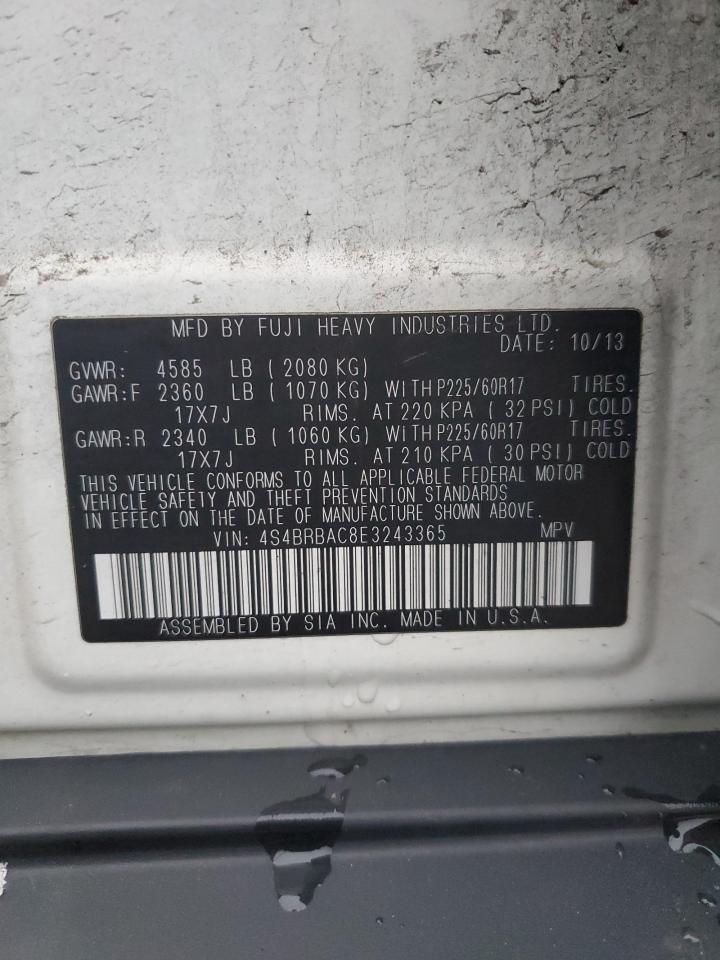 MFD BY FUJI HEAVY INDUSTRIES LTD.
DATE: 10/13
GVWR: 4585 LB ( 2080 KG)
GAWR:F 2360 LB ( 1070 KG) WITH P225/60R17 TIRES.
17X7J RIMS. AT 220 KPA ( 32 PSI) COLD
GAWR:R 2340 LB ( 1060 KG) WITH P225/60R17 TIRES.
17X7J RIMS. AT 210 KPA ( 30 PSI) COLD
THIS VEHICLE CONFORMS TO ALL APPLICABLE FEDERAL MOTOR
VEHICLE SAFETY AND THEFT PREVENTION STANDARDS
IN EFFECT ON THE DATE OF MANUFACTURE SHOWN ABOVE.
VIN: 4S4BRBAC8E3243365 MPV
ASSEMBLED BY SIA INC. MADE IN U.S.A.